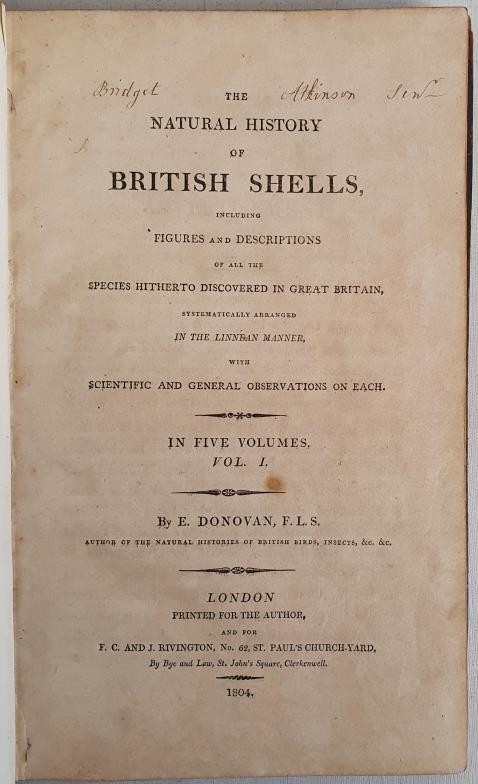 Bridget Atkinson Senr
THE
NATURAL HISTORY
OF
BRITISH SHELLS,
INCLUDING
FIGURES AND DESCRIPTIONS
OF ALL THE
SPECIES HITHERTO DISCOVERED IN GREAT BRITAIN,
SYSTEMATICALLY ARRANGED
IN THE LINNEAN MANNER,
WITH
SCIENTIFIC AND GENERAL OBSERVATIONS ON EACH.
IN FIVE VOLUMES.
VOL. I.
By E. DONOVAN, F.L.S.
AUTHOR OF THE NATURAL HISTORIES OF BRITISH BIRDS, INSECTS, &c. &c.
LONDON
PRINTED FOR THE AUTHOR,
AND FOR
F. C. AND J. RIVINGTON, No. 62, ST. PAUL'S CHURCH-YARD,
By Bye and Law, St. John's Square, Clerkenwell.
1804.